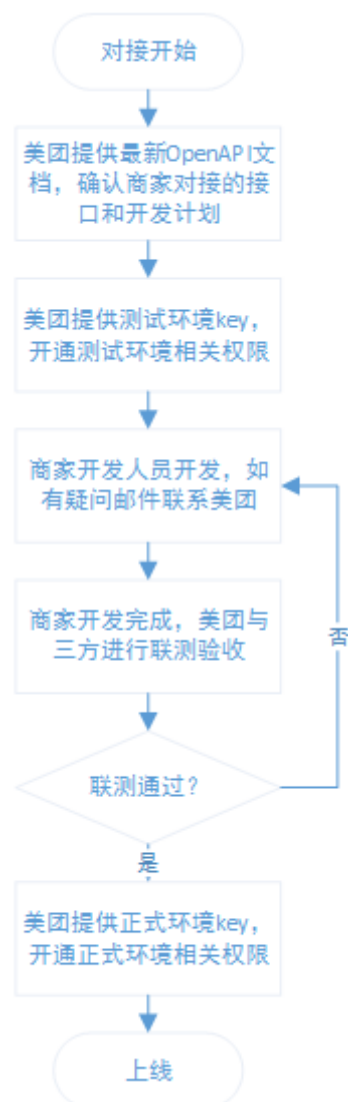 对接开始
美团提供最新OpenAPI文
档，确认商家对接的接
口和开发计划
美团提供测试环境key，
开通测试环境相关权限
商家开发人员开发，如
有疑问邮件联系美团
商家开发完成，美团与
三方进行联测验收
否
联测通过？
是
美团提供正式环境key，
开通正式环境相关权限
上线